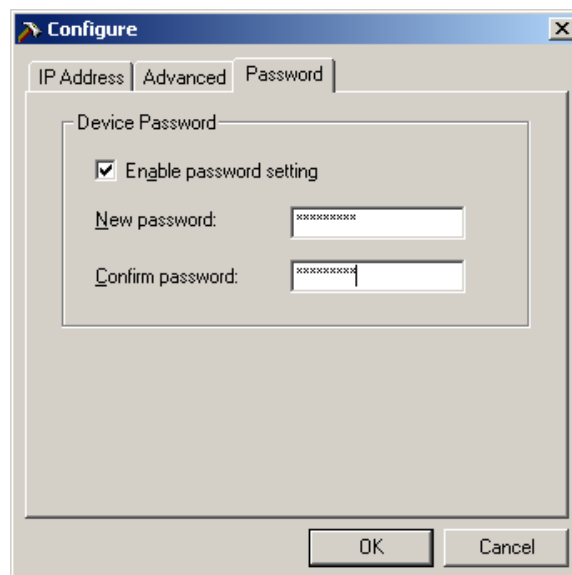 Configure
IP Address Advanced Password
Device Password
Enable password setting
New password: *********
Confirm password: *********
OK Cancel